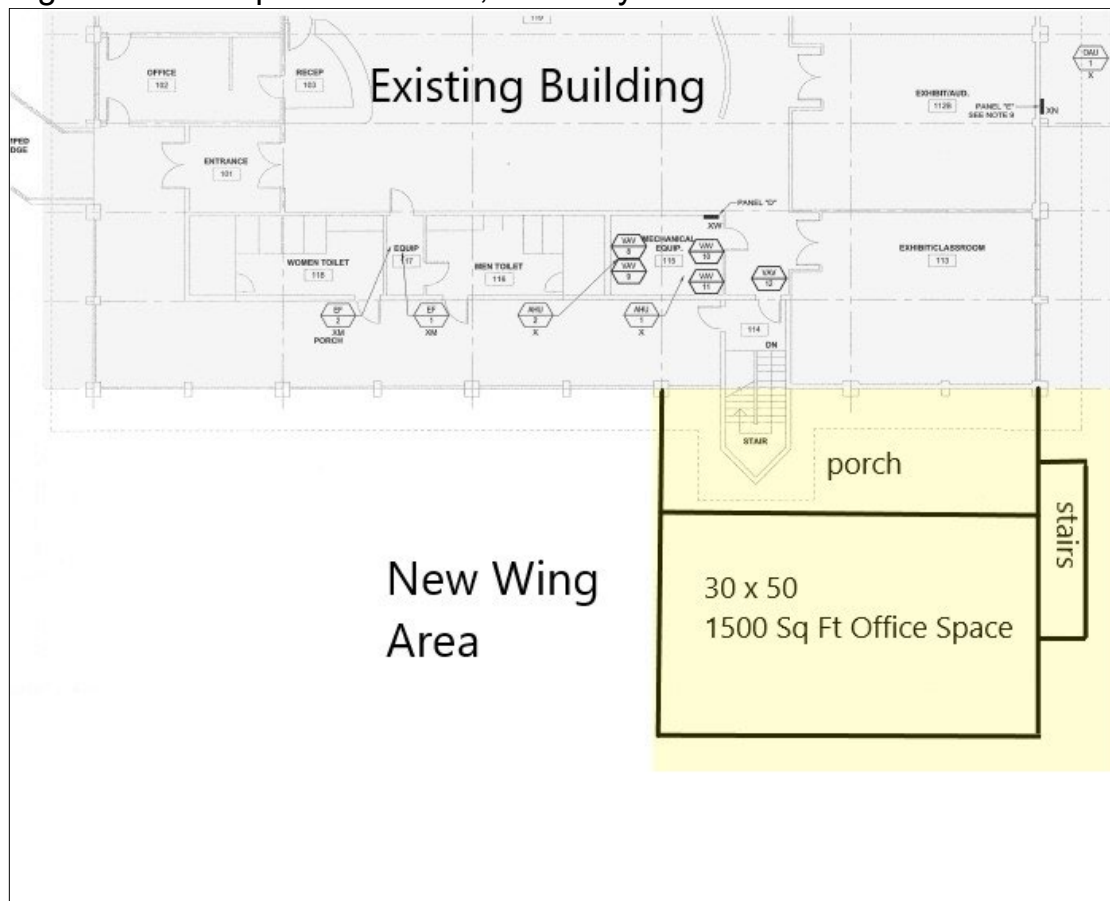 Existing Building
OFFICE
102
RECEP
103
EXHIBIT/AUD.
112B
PANEL "E"
SEE NOTE 9
XN
OAU
1
X
ENTRANCE
101
PANEL "D"
XW
WOMEN TOILET
118
EQUIP
117
MEN TOILET
116
MECHANICAL
EQUIP.
115
VAV
9
VAV
10
VAV
11
VAV
12
EXHIBIT/CLASSROOM
113
EF
2
XM
PORCH
EF
1
XM
AHU
2
X
AHU
1
X
114
DN
STAIR
porch
stairs
New Wing
Area
30 x 50
1500 Sq Ft Office Space